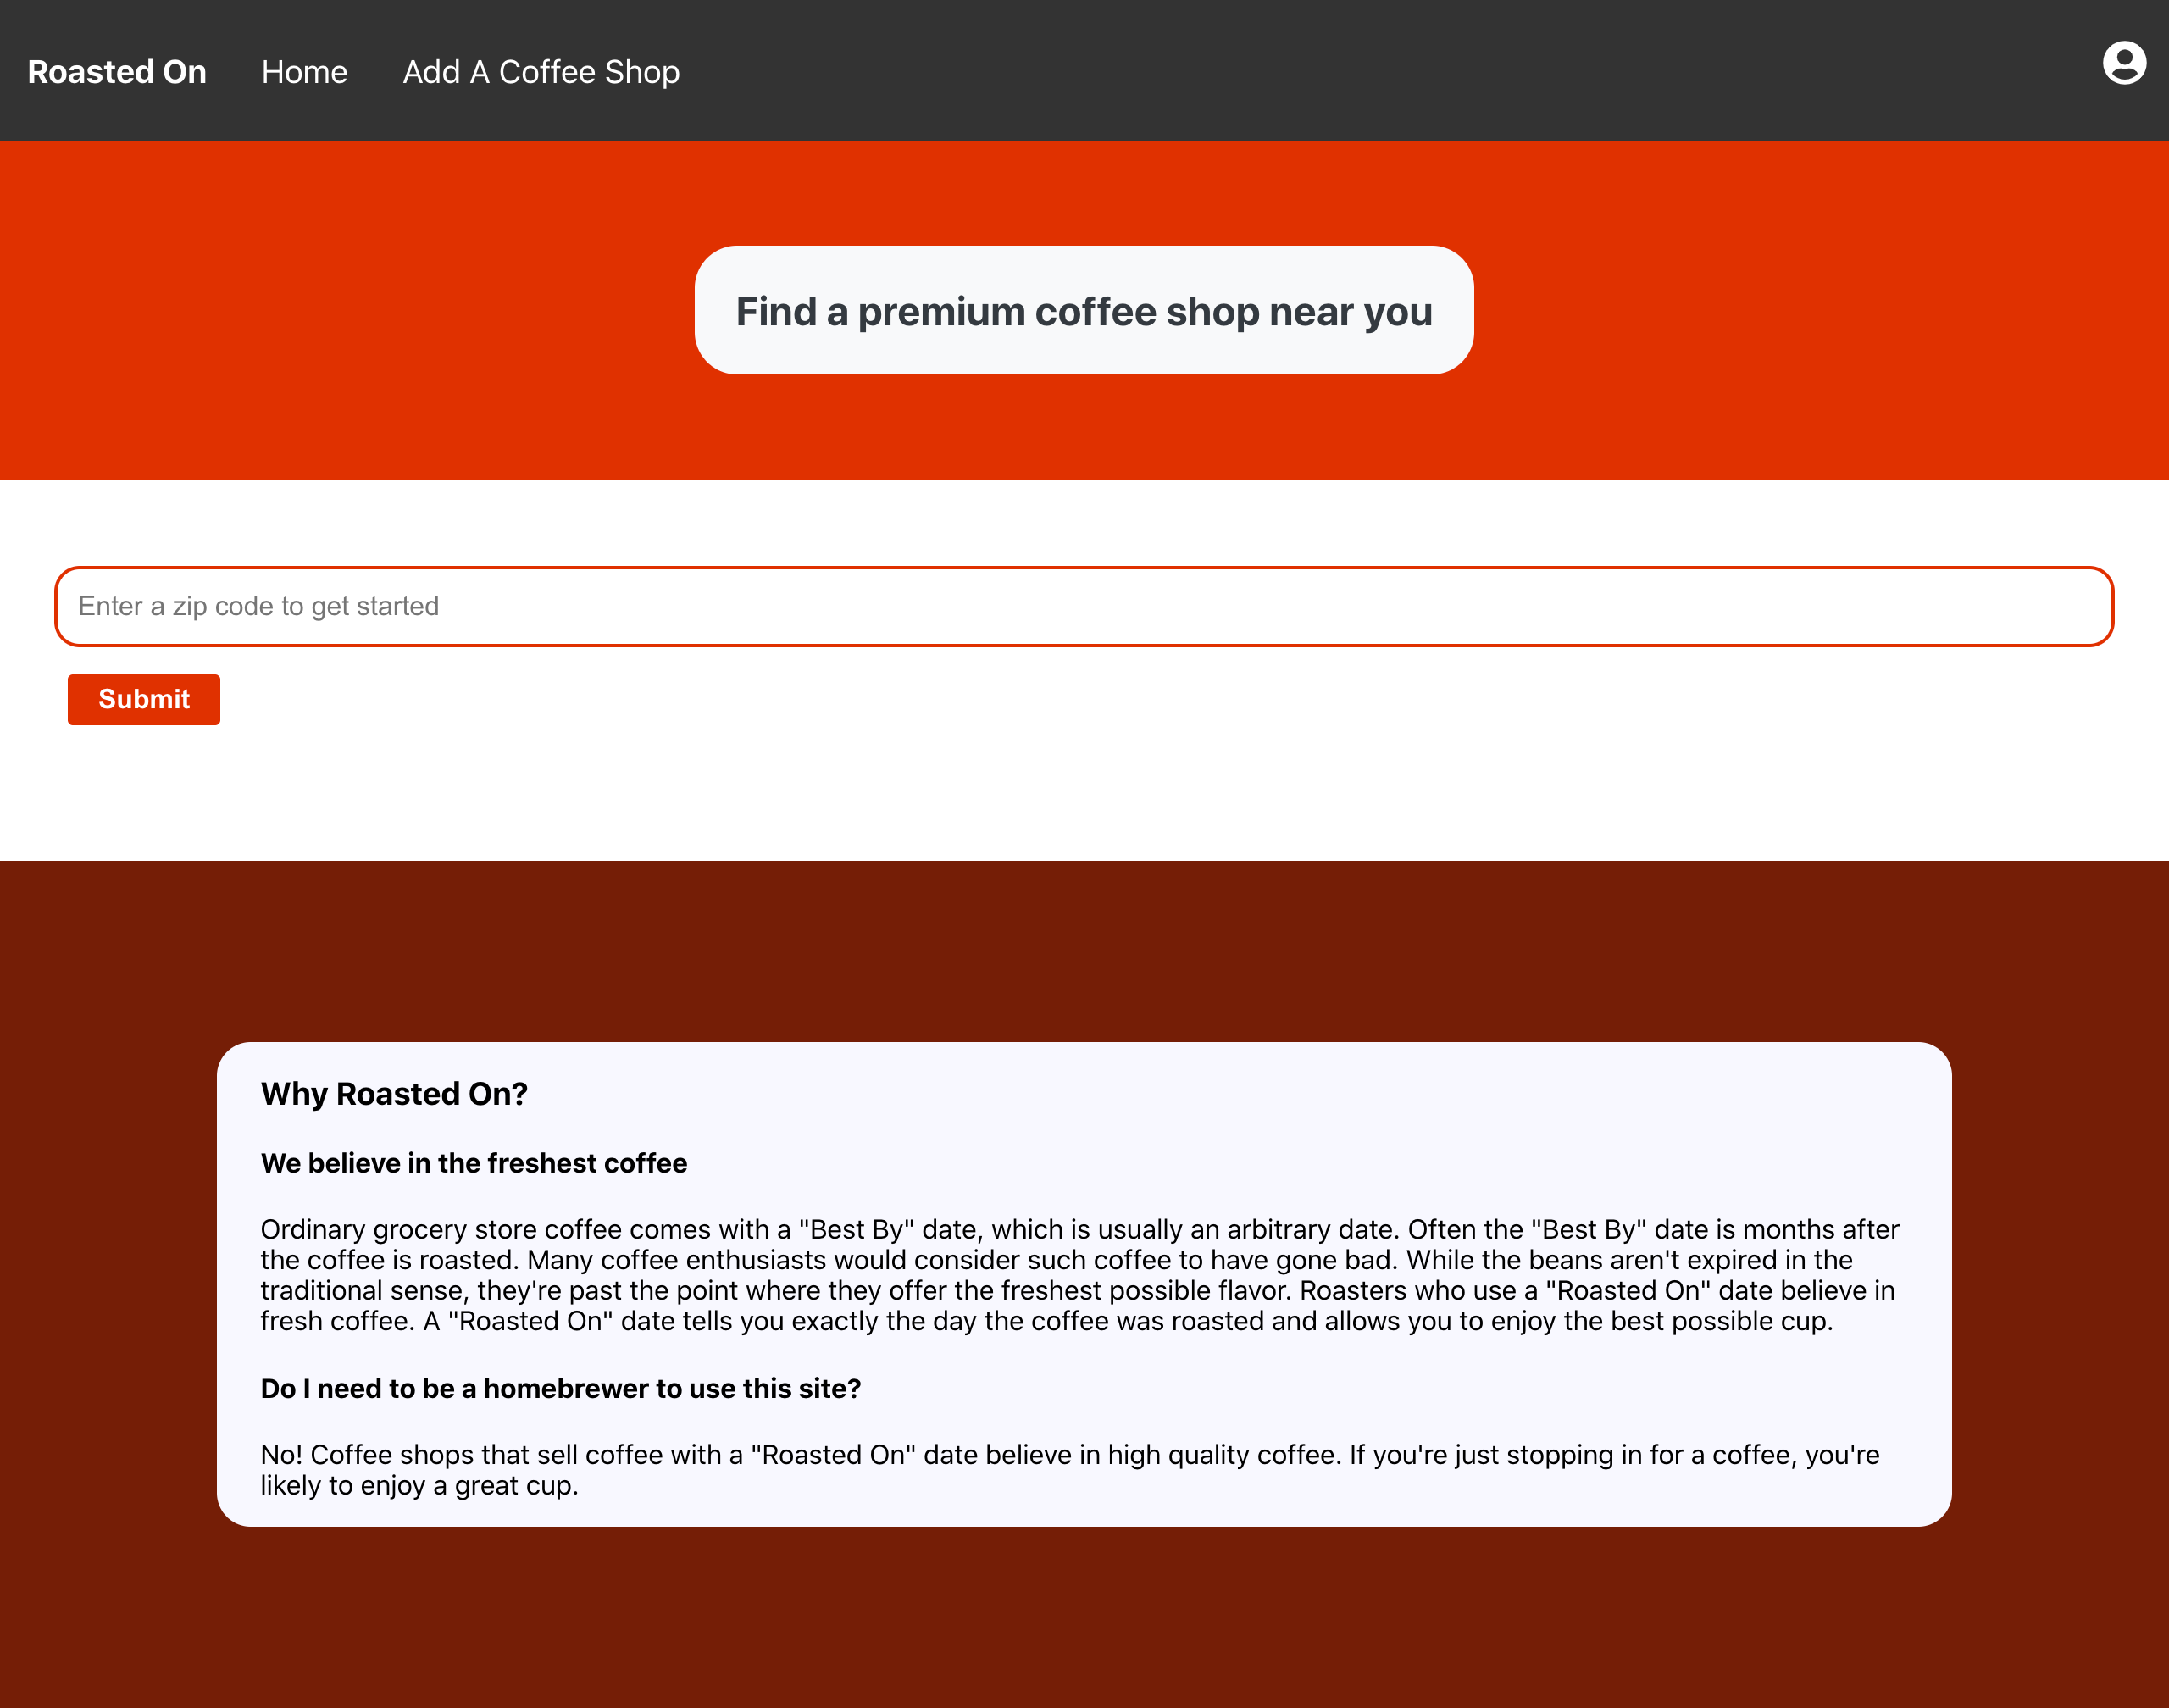 Roasted On Home Add A Coffee Shop
Find a premium coffee shop near you
Enter a zip code to get started
Submit
Why Roasted On?
We believe in the freshest coffee
Ordinary grocery store coffee comes with a "Best By" date, which is usually an arbitrary date. Often the "Best By" date is months after
the coffee is roasted. Many coffee enthusiasts would consider such coffee to have gone bad. While the beans aren't expired in the
traditional sense, they're past the point where they offer the freshest possible flavor. Roasters who use a "Roasted On" date believe in
fresh coffee. A "Roasted On" date tells you exactly the day the coffee was roasted and allows you to enjoy the best possible cup.
Do I need to be a homebrewer to use this site?
No! Coffee shops that sell coffee with a "Roasted On" date believe in high quality coffee. If you're just stopping in for a coffee, you're
likely to enjoy a great cup.